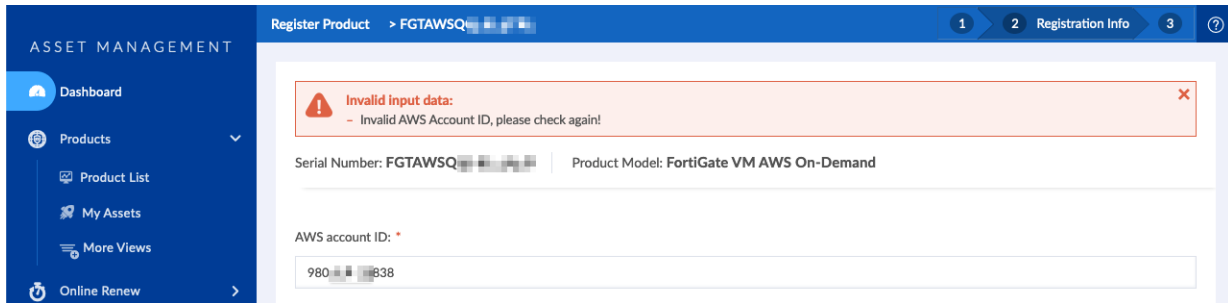 Register Product > FGTAWSQ
1 2 Registration Info 3 ?
ASSET MANAGEMENT
Dashboard
Products
Product List
My Assets
More Views
Online Renew
Invalid input data:
– Invalid AWS Account ID, please check again!
Serial Number: FGTAWSQ
Product Model: FortiGate VM AWS On-Demand
AWS account ID: *
980 838